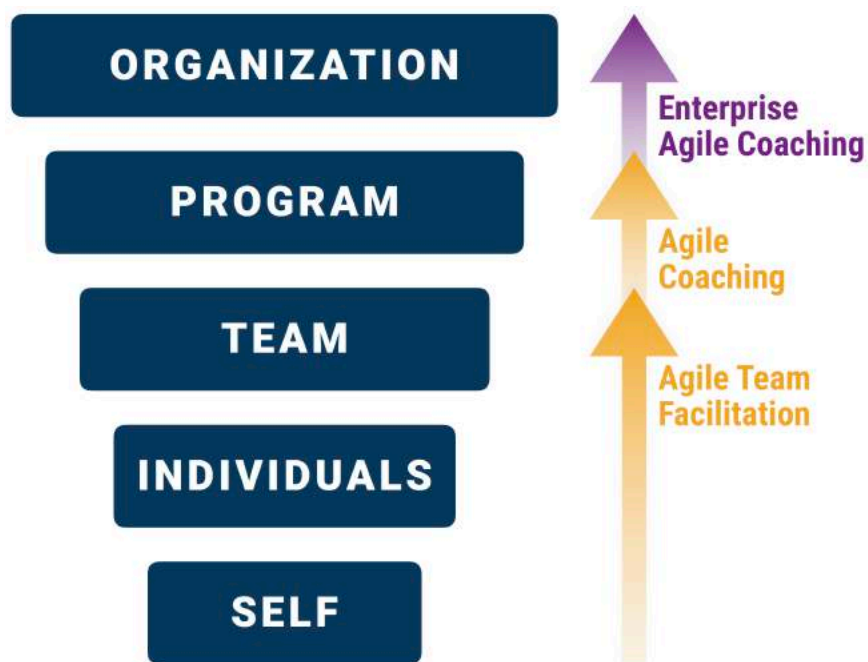 ORGANIZATION
Enterprise
Agile Coaching
PROGRAM
Agile
Coaching
TEAM
Agile Team
Facilitation
INDIVIDUALS
SELF